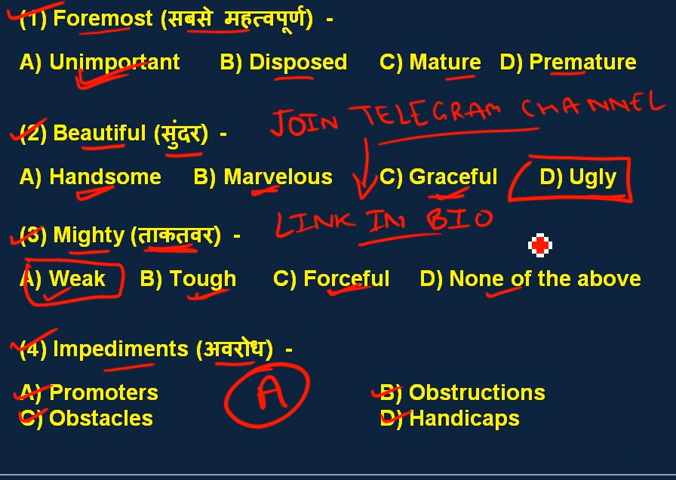 (1) Foremost (सबसे महत्वपूर्ण) -
A) Unimportant B) Disposed C) Mature D) Premature
JOIN TELEGRAM CHANNEL
(2) Beautiful (सुंदर) -
A) Handsome B) Marvelous C) Graceful D) Ugly
LINK IN BIO
(3) Mighty (ताकतवर) -
A) Weak B) Tough C) Forceful D) None of the above
(4) Impediments (अवरोध) -
A) Promoters B) Obstructions
A
C) Obstacles D) Handicaps